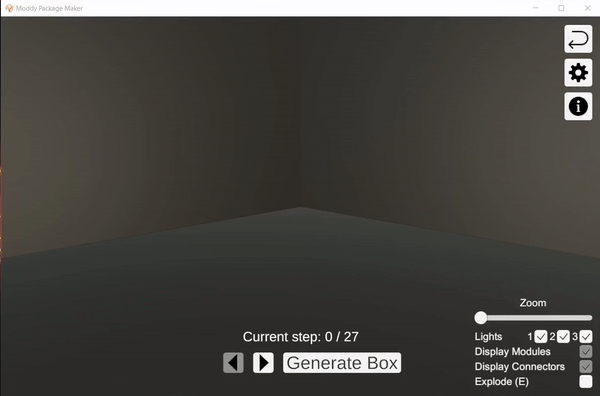 Moddy Package Maker
Zoom
Current step: 0 / 27
Lights 1 2 3
Generate Box
Display Modules
Display Connectors
Explode (E)